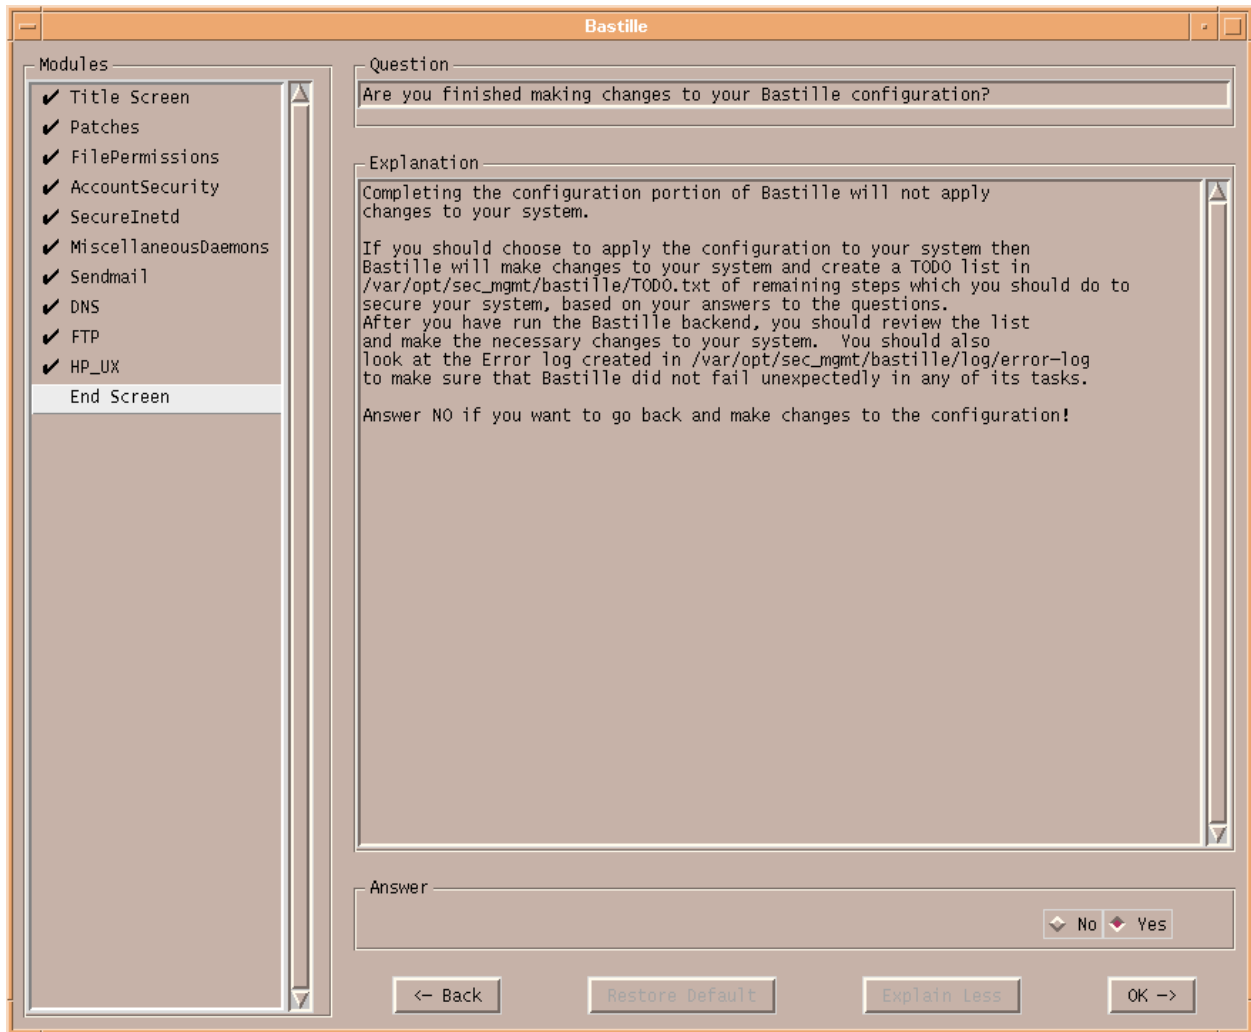 Bastille
Modules
Title Screen
Patches
FilePermissions
AccountSecurity
SecureInetd
MiscellaneousDaemons
Sendmail
DNS
FTP
HP_UX
End Screen
Question
Are you finished making changes to your Bastille configuration?
Explanation
Completing the configuration portion of Bastille will not apply
changes to your system.
If you should choose to apply the configuration to your system then
Bastille will make changes to your system and create a TODO list in
/var/opt/sec_mgmt/bastille/TODO.txt of remaining steps which you should do to
secure your system, based on your answers to the questions.
After you have run the Bastille backend, you should review the list
and make the necessary changes to your system.  You should also
look at the Error log created in /var/opt/sec_mgmt/bastille/log/error-log
to make sure that Bastille did not fail unexpectedly in any of its tasks.
Answer NO if you want to go back and make changes to the configuration!
Answer
No Yes
<- Back Restore Default Explain Less OK ->